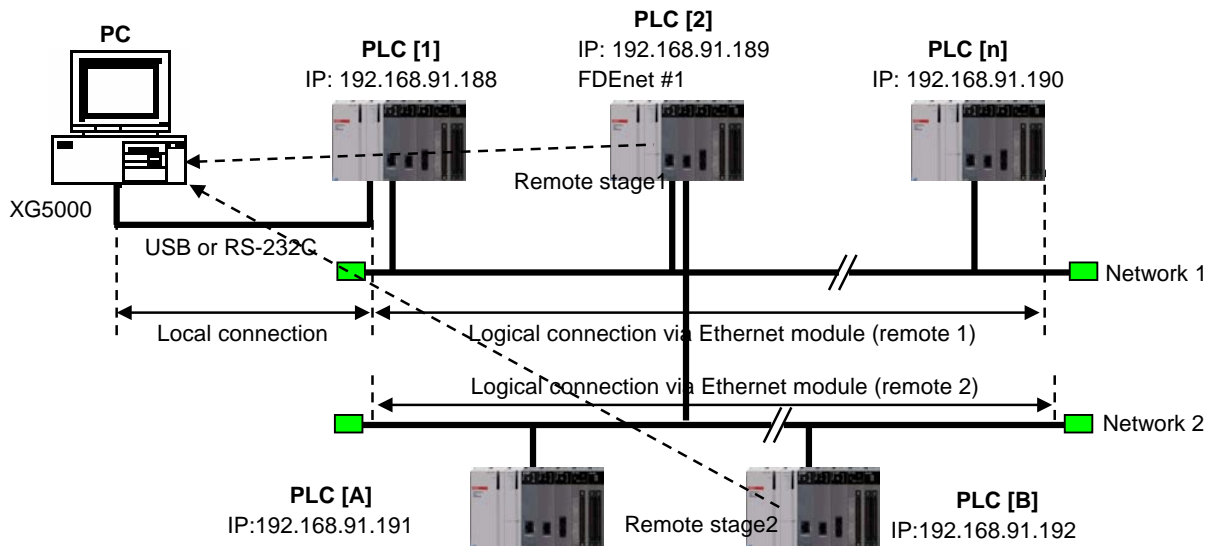 PC
PLC [1]
IP: 192.168.91.188
PLC [2]
IP: 192.168.91.189
FDEnet #1
PLC [n]
IP: 192.168.91.190
Remote stage1
XG5000
USB or RS-232C
Network 1
Local connection
Logical connection via Ethernet module (remote 1)
Logical connection via Ethernet module (remote 2)
Network 2
PLC [A]
IP:192.168.91.191
Remote stage2
PLC [B]
IP:192.168.91.192